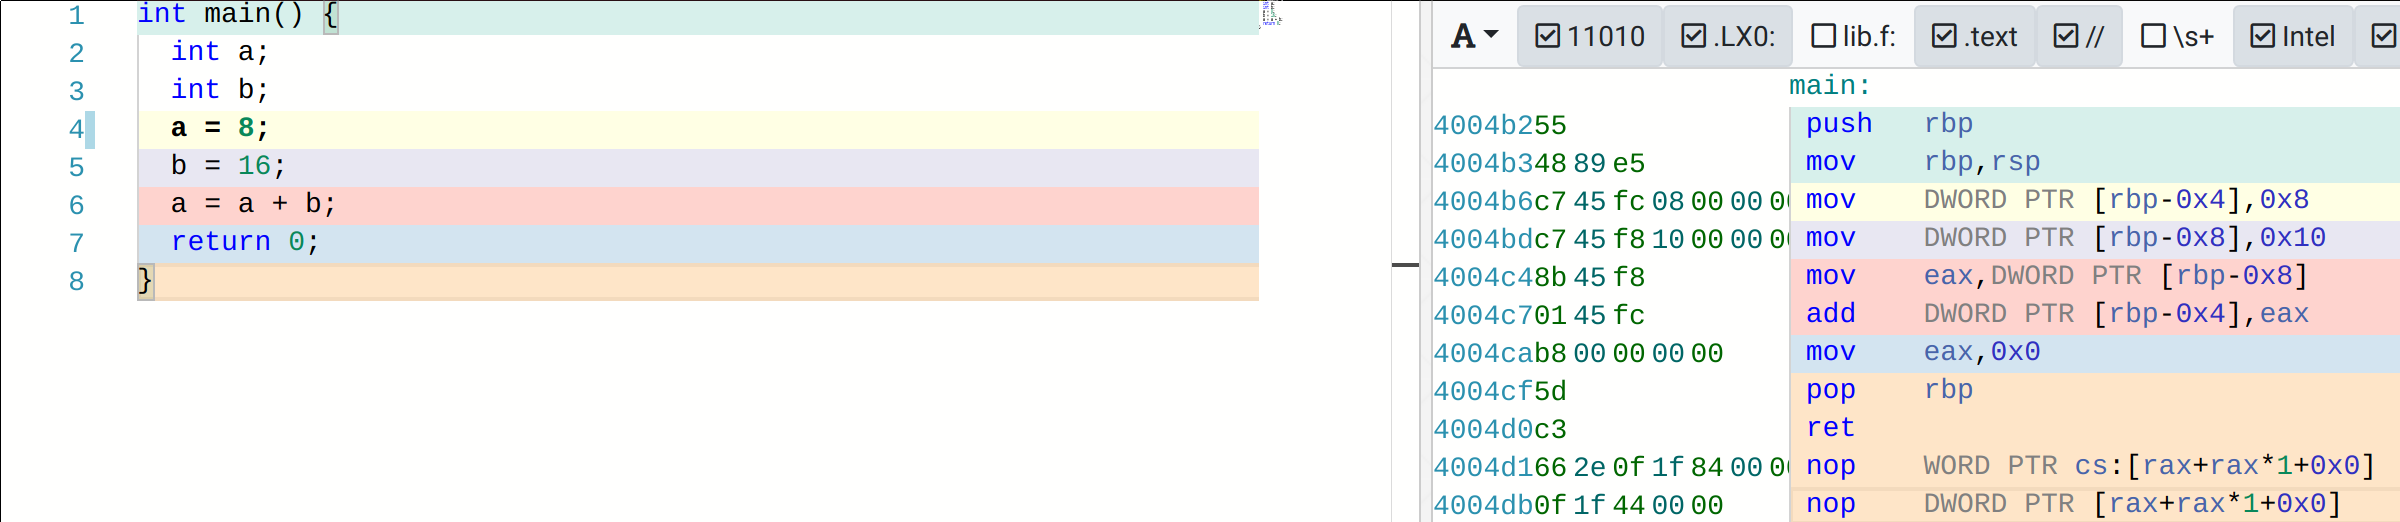 1 int main() {
2 int a;
3 int b;
4 a = 8;
5 b = 16;
6 a = a + b;
7 return 0;
8 }
A 11010 .LX0: lib.f: .text // \s+ Intel
main:
4004b2 55 push rbp
4004b3 48 89 e5 mov rbp,rsp
4004b6 c7 45 fc 08 00 00 00 mov DWORD PTR [rbp-0x4],0x8
4004bd c7 45 f8 10 00 00 00 mov DWORD PTR [rbp-0x8],0x10
4004c4 8b 45 f8 mov eax,DWORD PTR [rbp-0x8]
4004c7 01 45 fc add DWORD PTR [rbp-0x4],eax
4004ca b8 00 00 00 00 mov eax,0x0
4004cf 5d pop rbp
4004d0 c3 ret
4004d1 66 2e 0f 1f 84 00 00 nop WORD PTR cs:[rax+rax*1+0x0]
4004db 0f 1f 44 00 00 nop DWORD PTR [rax+rax*1+0x0]